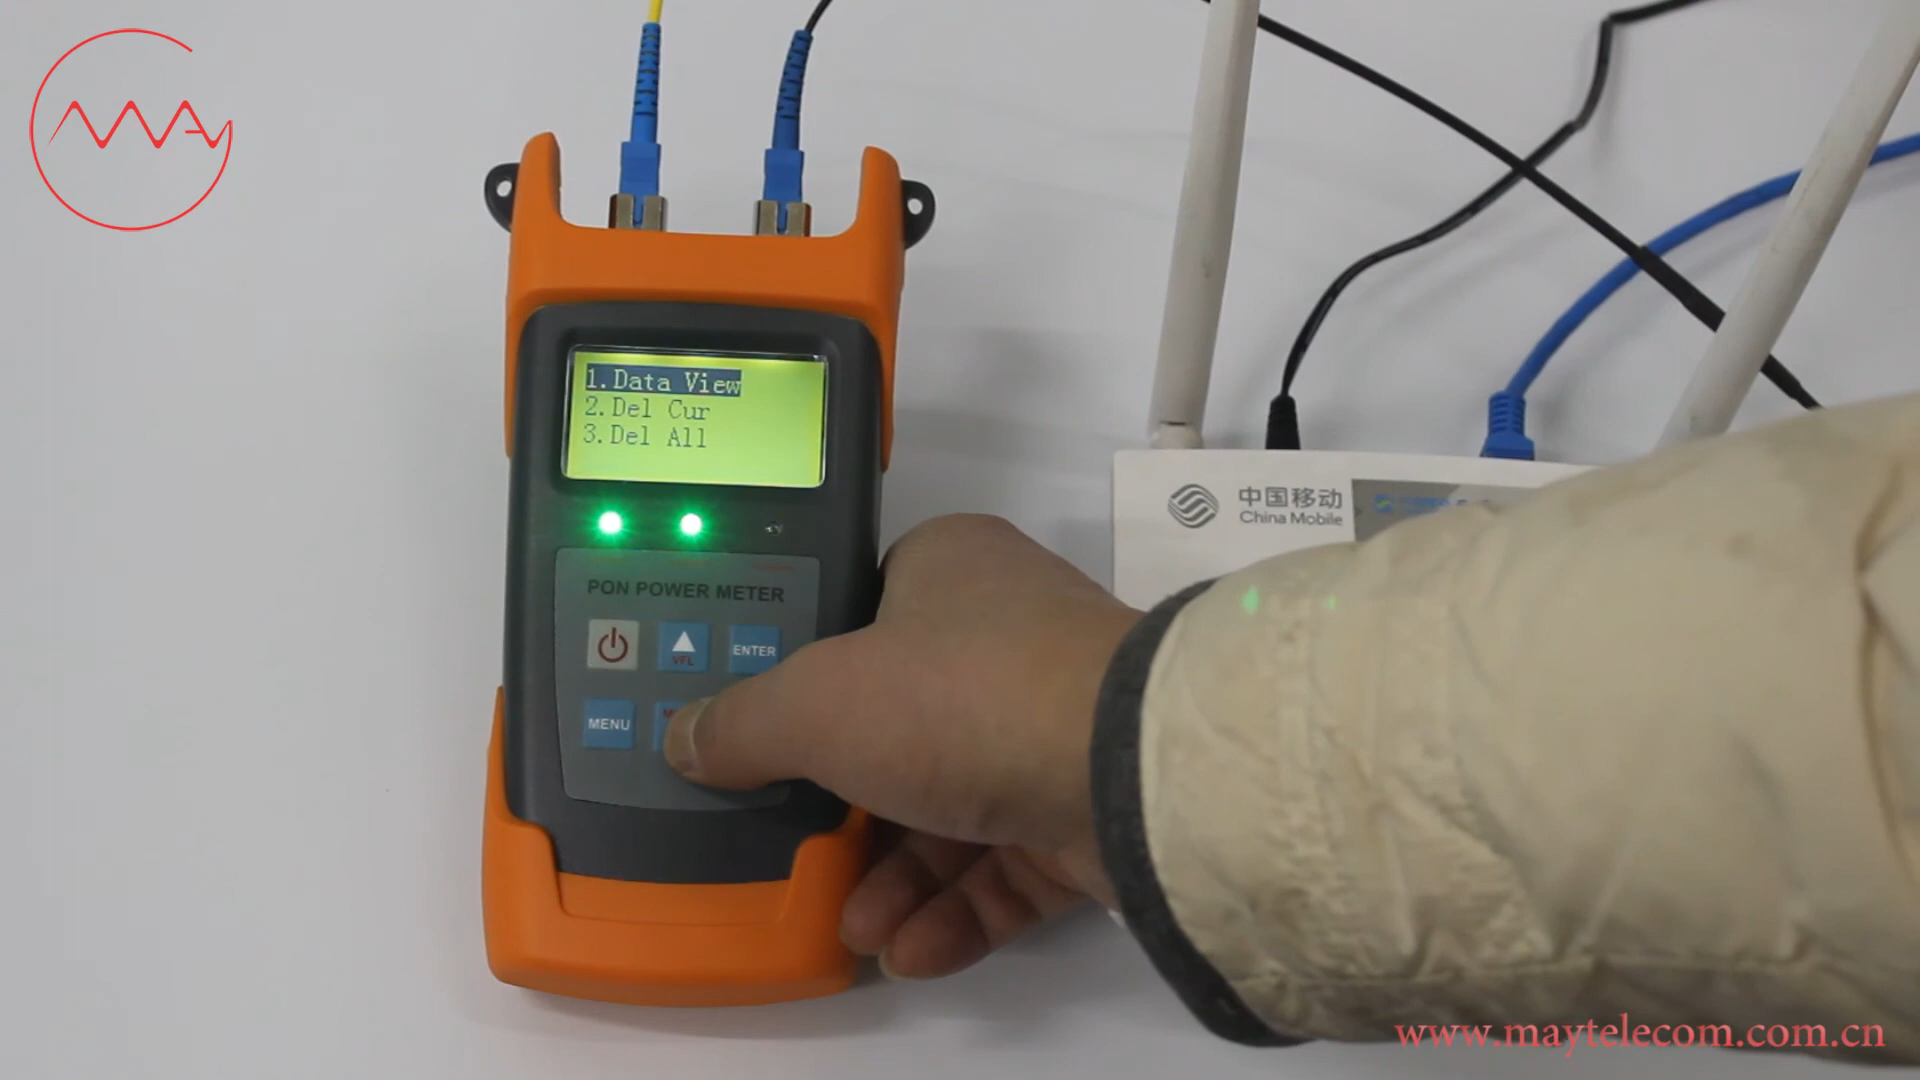 MAY
1.Data View
2.Del Cur
3.Del All
PON POWER METER
VFL
ENTER
MENU
中国移动
China Mobile
www.maytelecom.com.cn